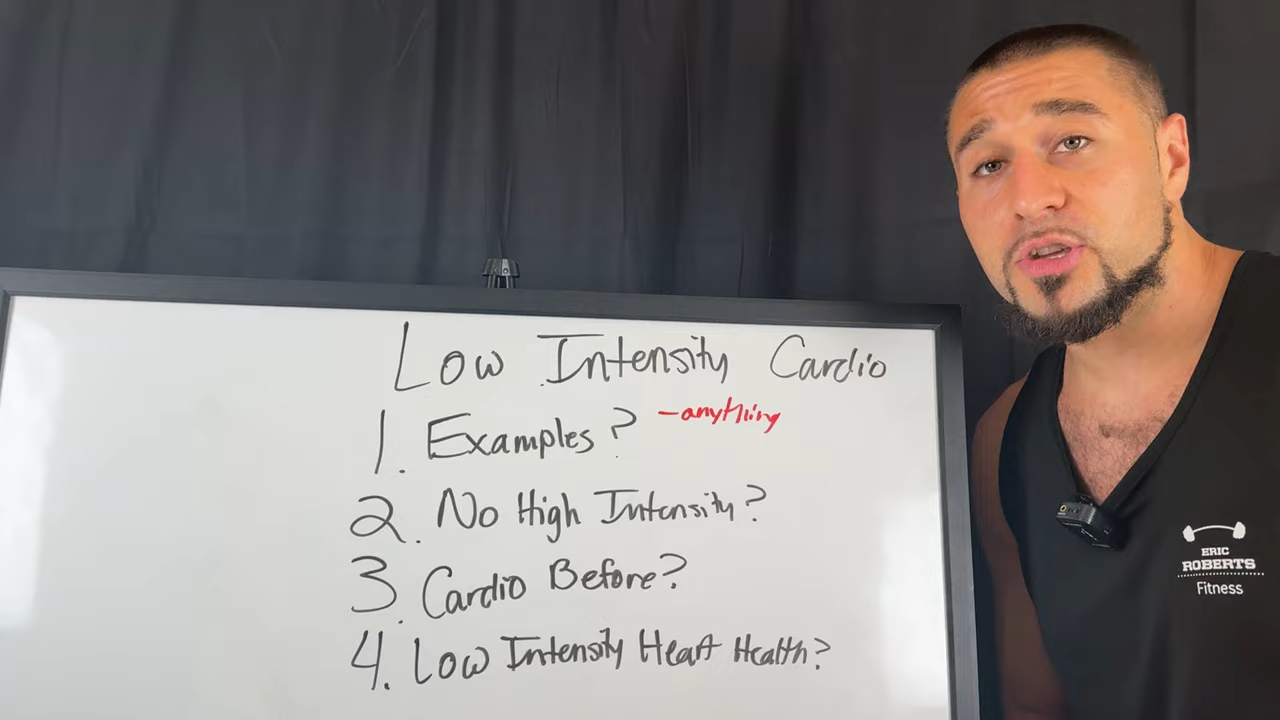 Low Intensity Cardio
1. Examples? -anything
2. No High Intensity?
3. Cardio Before?
4. Low Intensity Heart Health?
ERIC
ROBERTS
Fitness